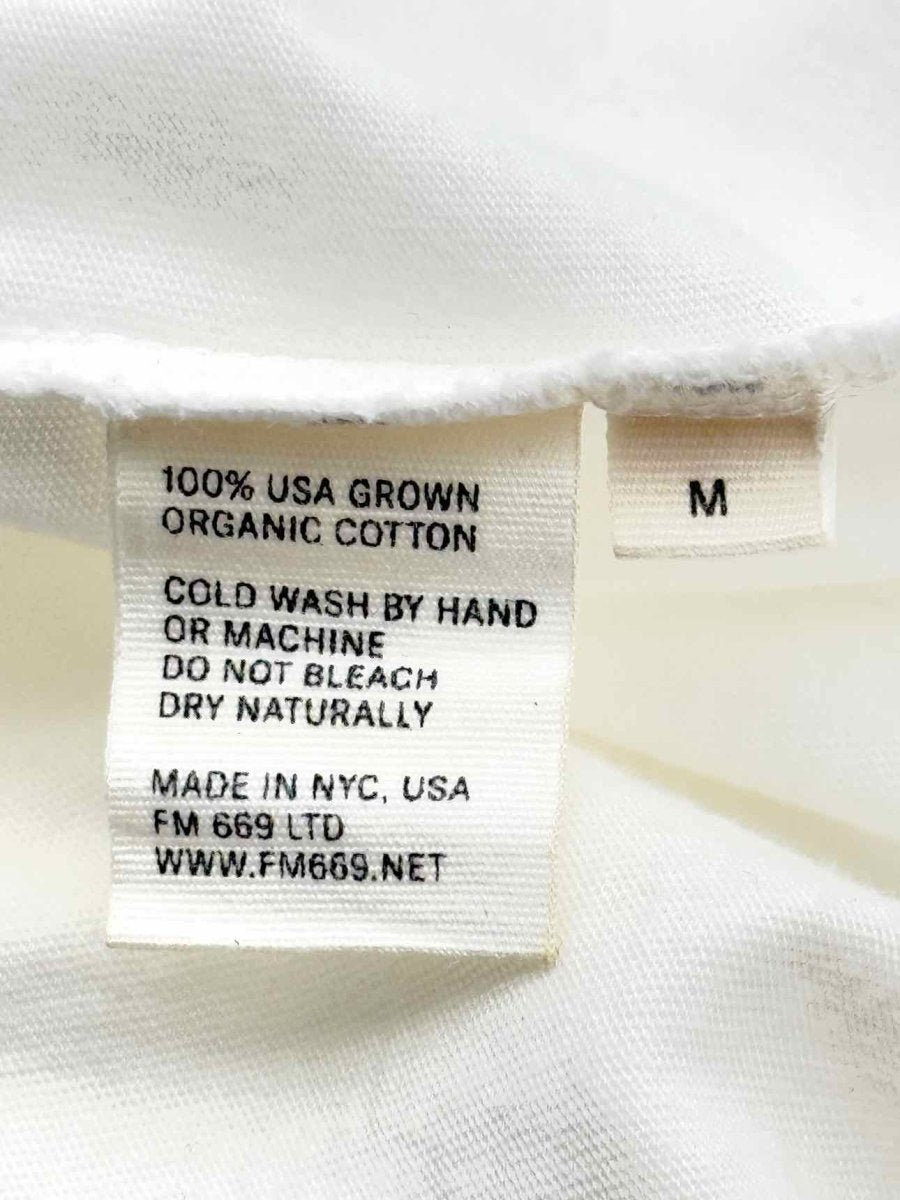 100% USA GROWN
ORGANIC COTTON
COLD WASH BY HAND
OR MACHINE
DO NOT BLEACH
DRY NATURALLY
MADE IN NYC, USA
FM 669 LTD
WWW.FM669.NET
M